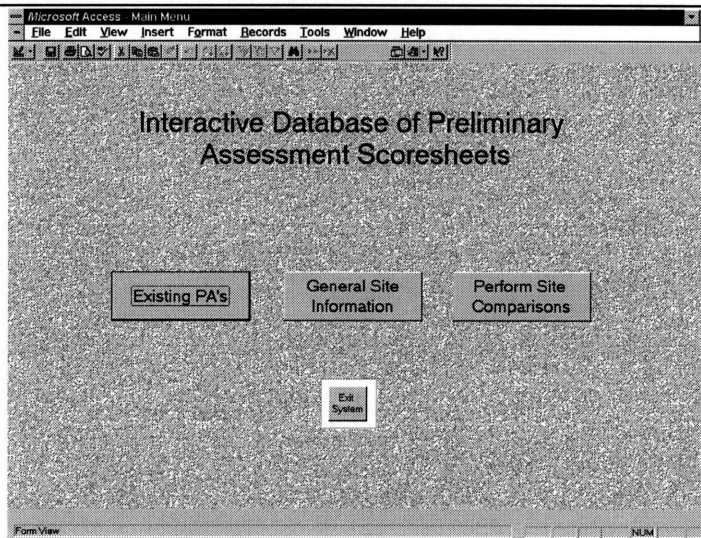 Microsoft Access - Main Menu
File Edit View Insert Format Records Tools Window Help
Interactive Database of Preliminary
Assessment Scoresheets
Existing PA's
General Site
Information
Perform Site
Comparisons
Exit
System
Form View
NUM